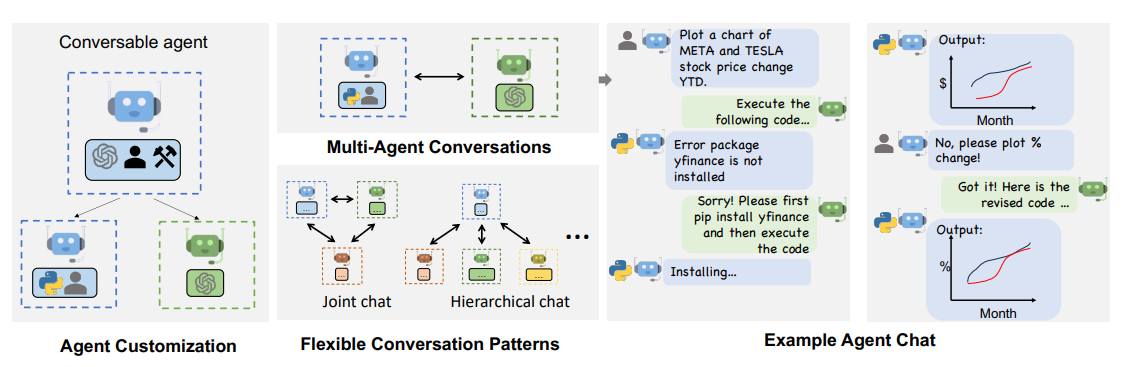 Conversable agent
Agent Customization
Multi-Agent Conversations
...
...
...
...
...
...
...
...
Joint chat
Hierarchical chat
Flexible Conversation Patterns
Plot a chart of
META and TESLA
stock price change
YTD.
Execute the
following code...
Error package
yfinance is not
installed
Sorry! Please first
pip install yfinance
and then execute
the code
Installing...
Output:
$
Month
No, please plot %
change!
Got it! Here is the
revised code ...
Output:
%
Month
Example Agent Chat